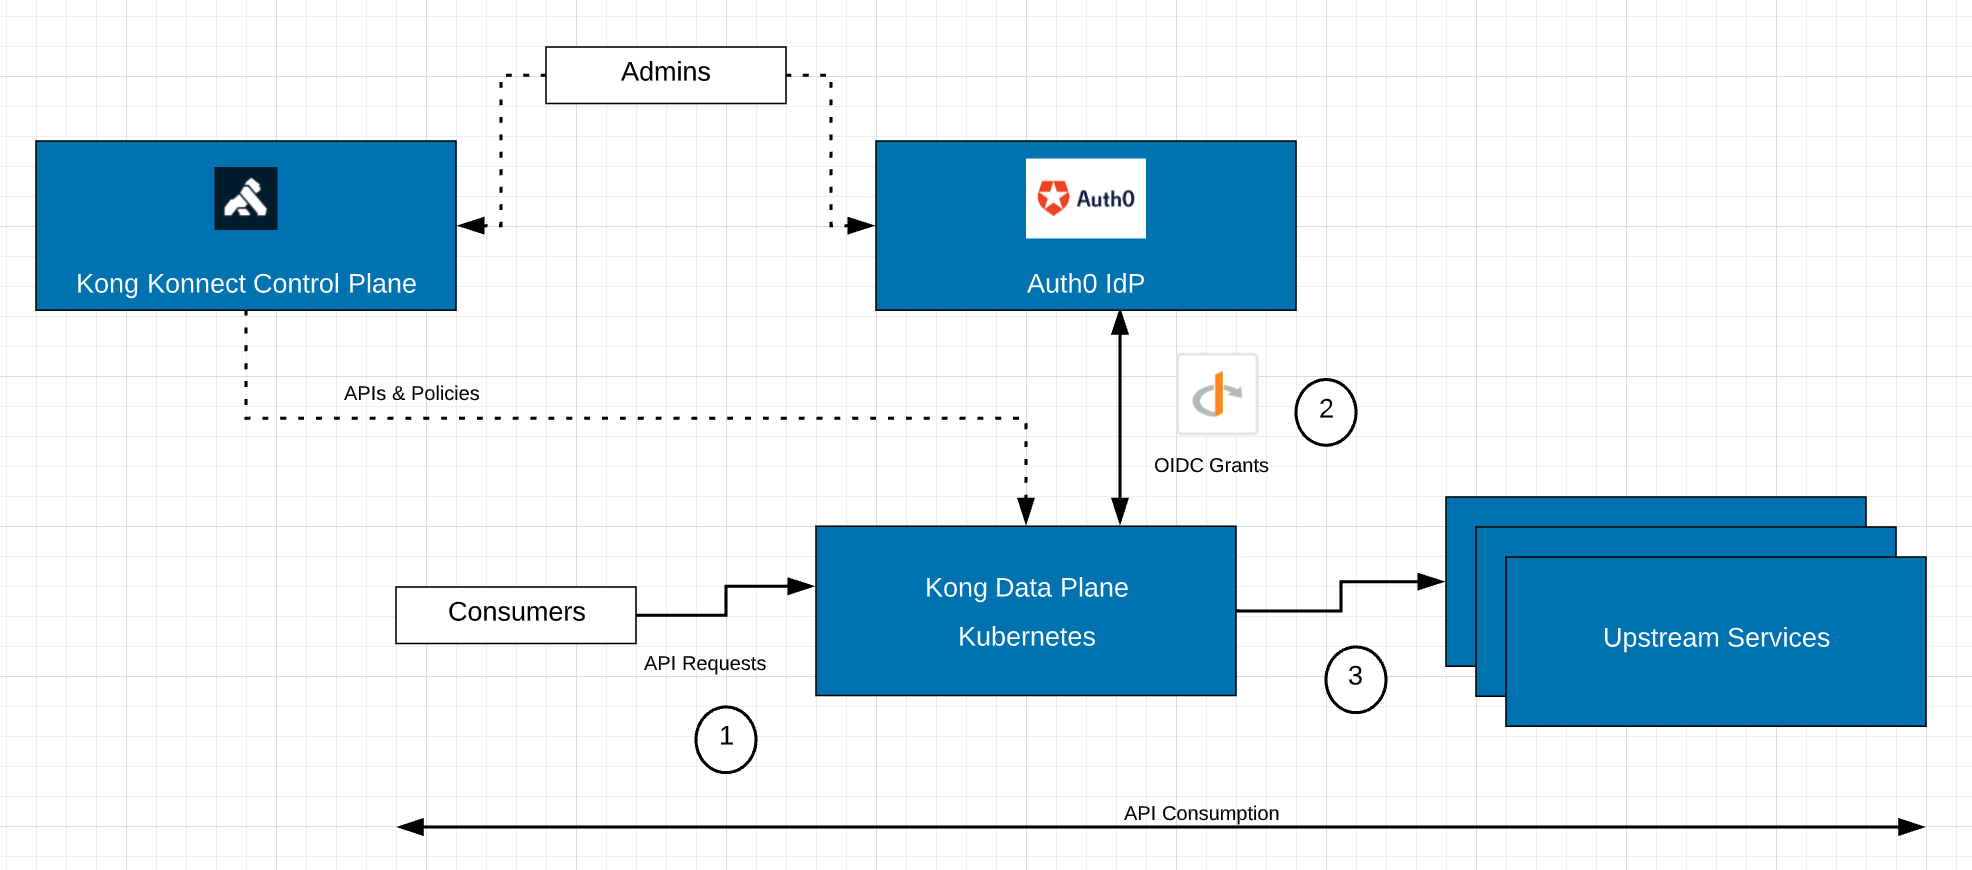 Admins
Auth0
Kong Konnect Control Plane
Auth0 IdP
APIs & Policies
2
OIDC Grants
Kong Data Plane
Kubernetes
Consumers
API Requests
Upstream Services
3
1
API Consumption